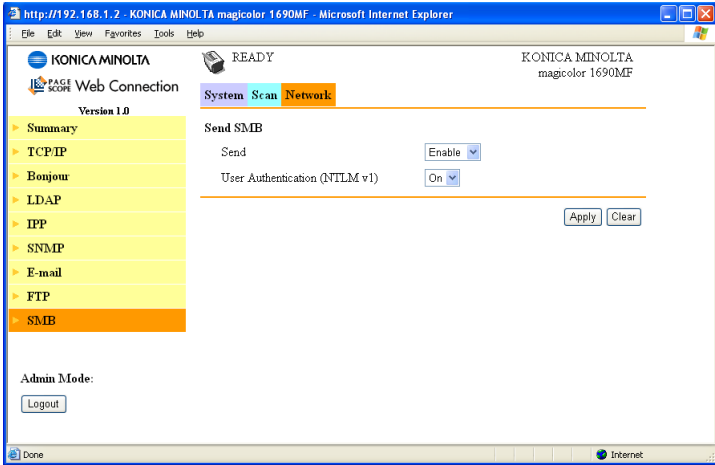 http://192.168.1.2 - KONICA MINOLTA magicolor 1690MF - Microsoft Internet Explorer
File Edit View Favorites Tools Help
KONICA MINOLTA
PAGE SCOPE Web Connection
Version 1.0
READY
KONICA MINOLTA
magicolor 1690MF
System Scan Network
Summary
TCP/IP
Bonjour
LDAP
IPP
SNMP
E-mail
FTP
SMB
Send SMB
Send Enable
User Authentication (NTLM v1) On
Apply Clear
Admin Mode:
Logout
Done Internet